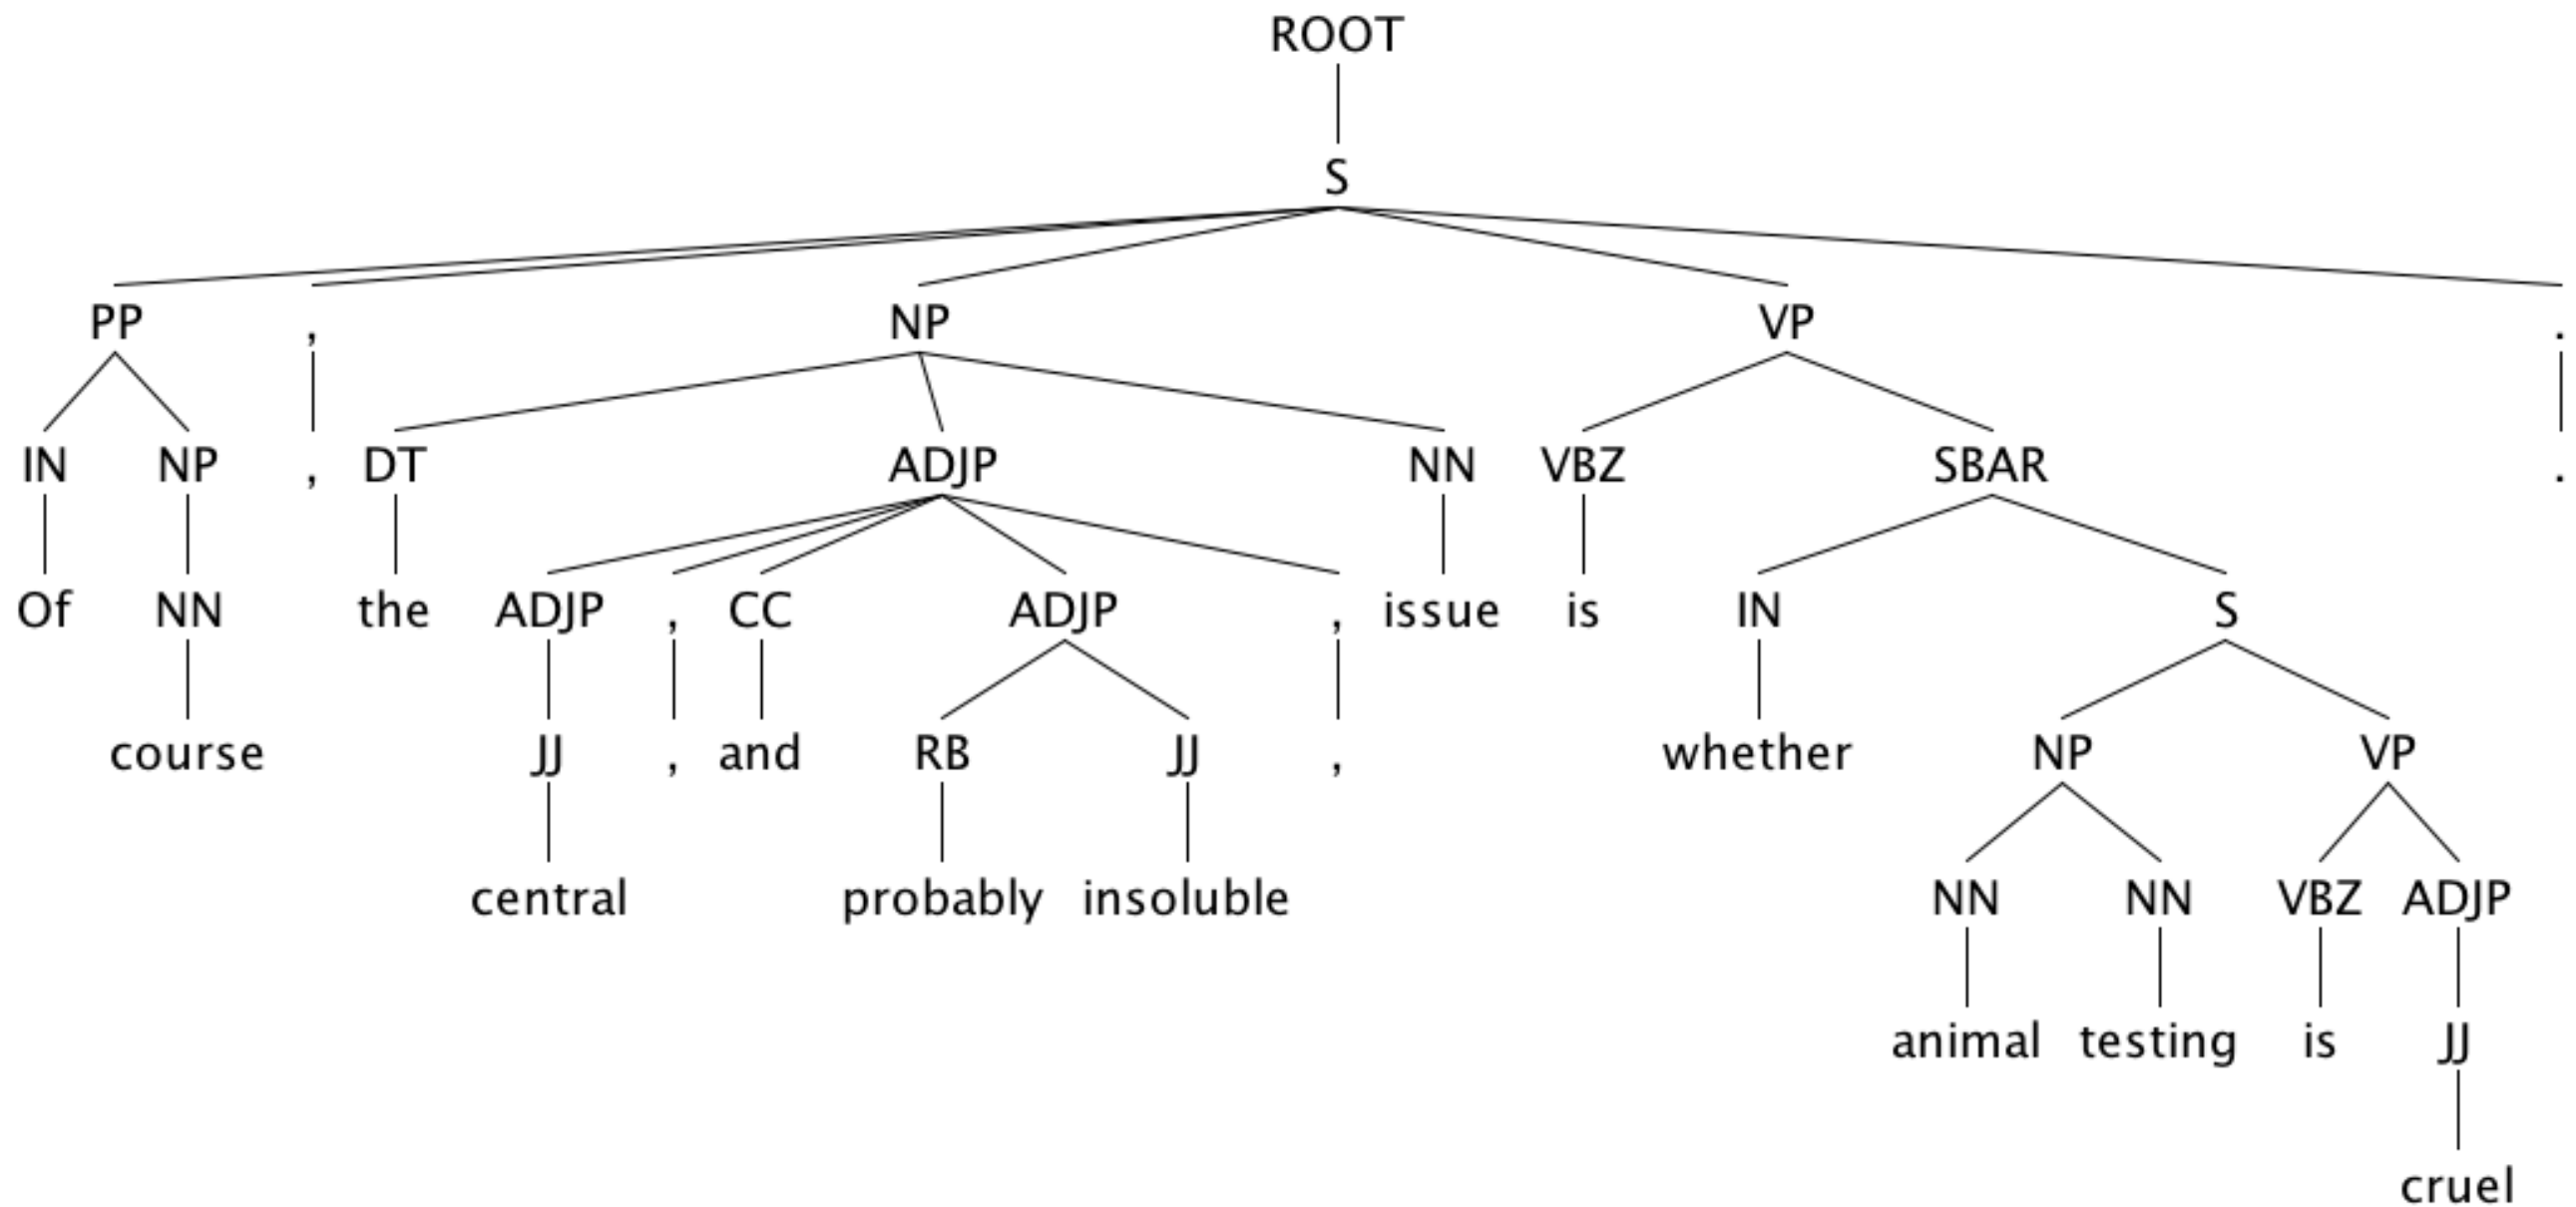 ROOT
S
PP , NP VP .
IN NP , DT ADJP NN VBZ SBAR .
Of NN the ADJP , CC ADJP , issue is IN S
course JJ , and RB JJ , whether NP VP
central probably insoluble NN NN VBZ ADJP
animal testing is JJ
cruel